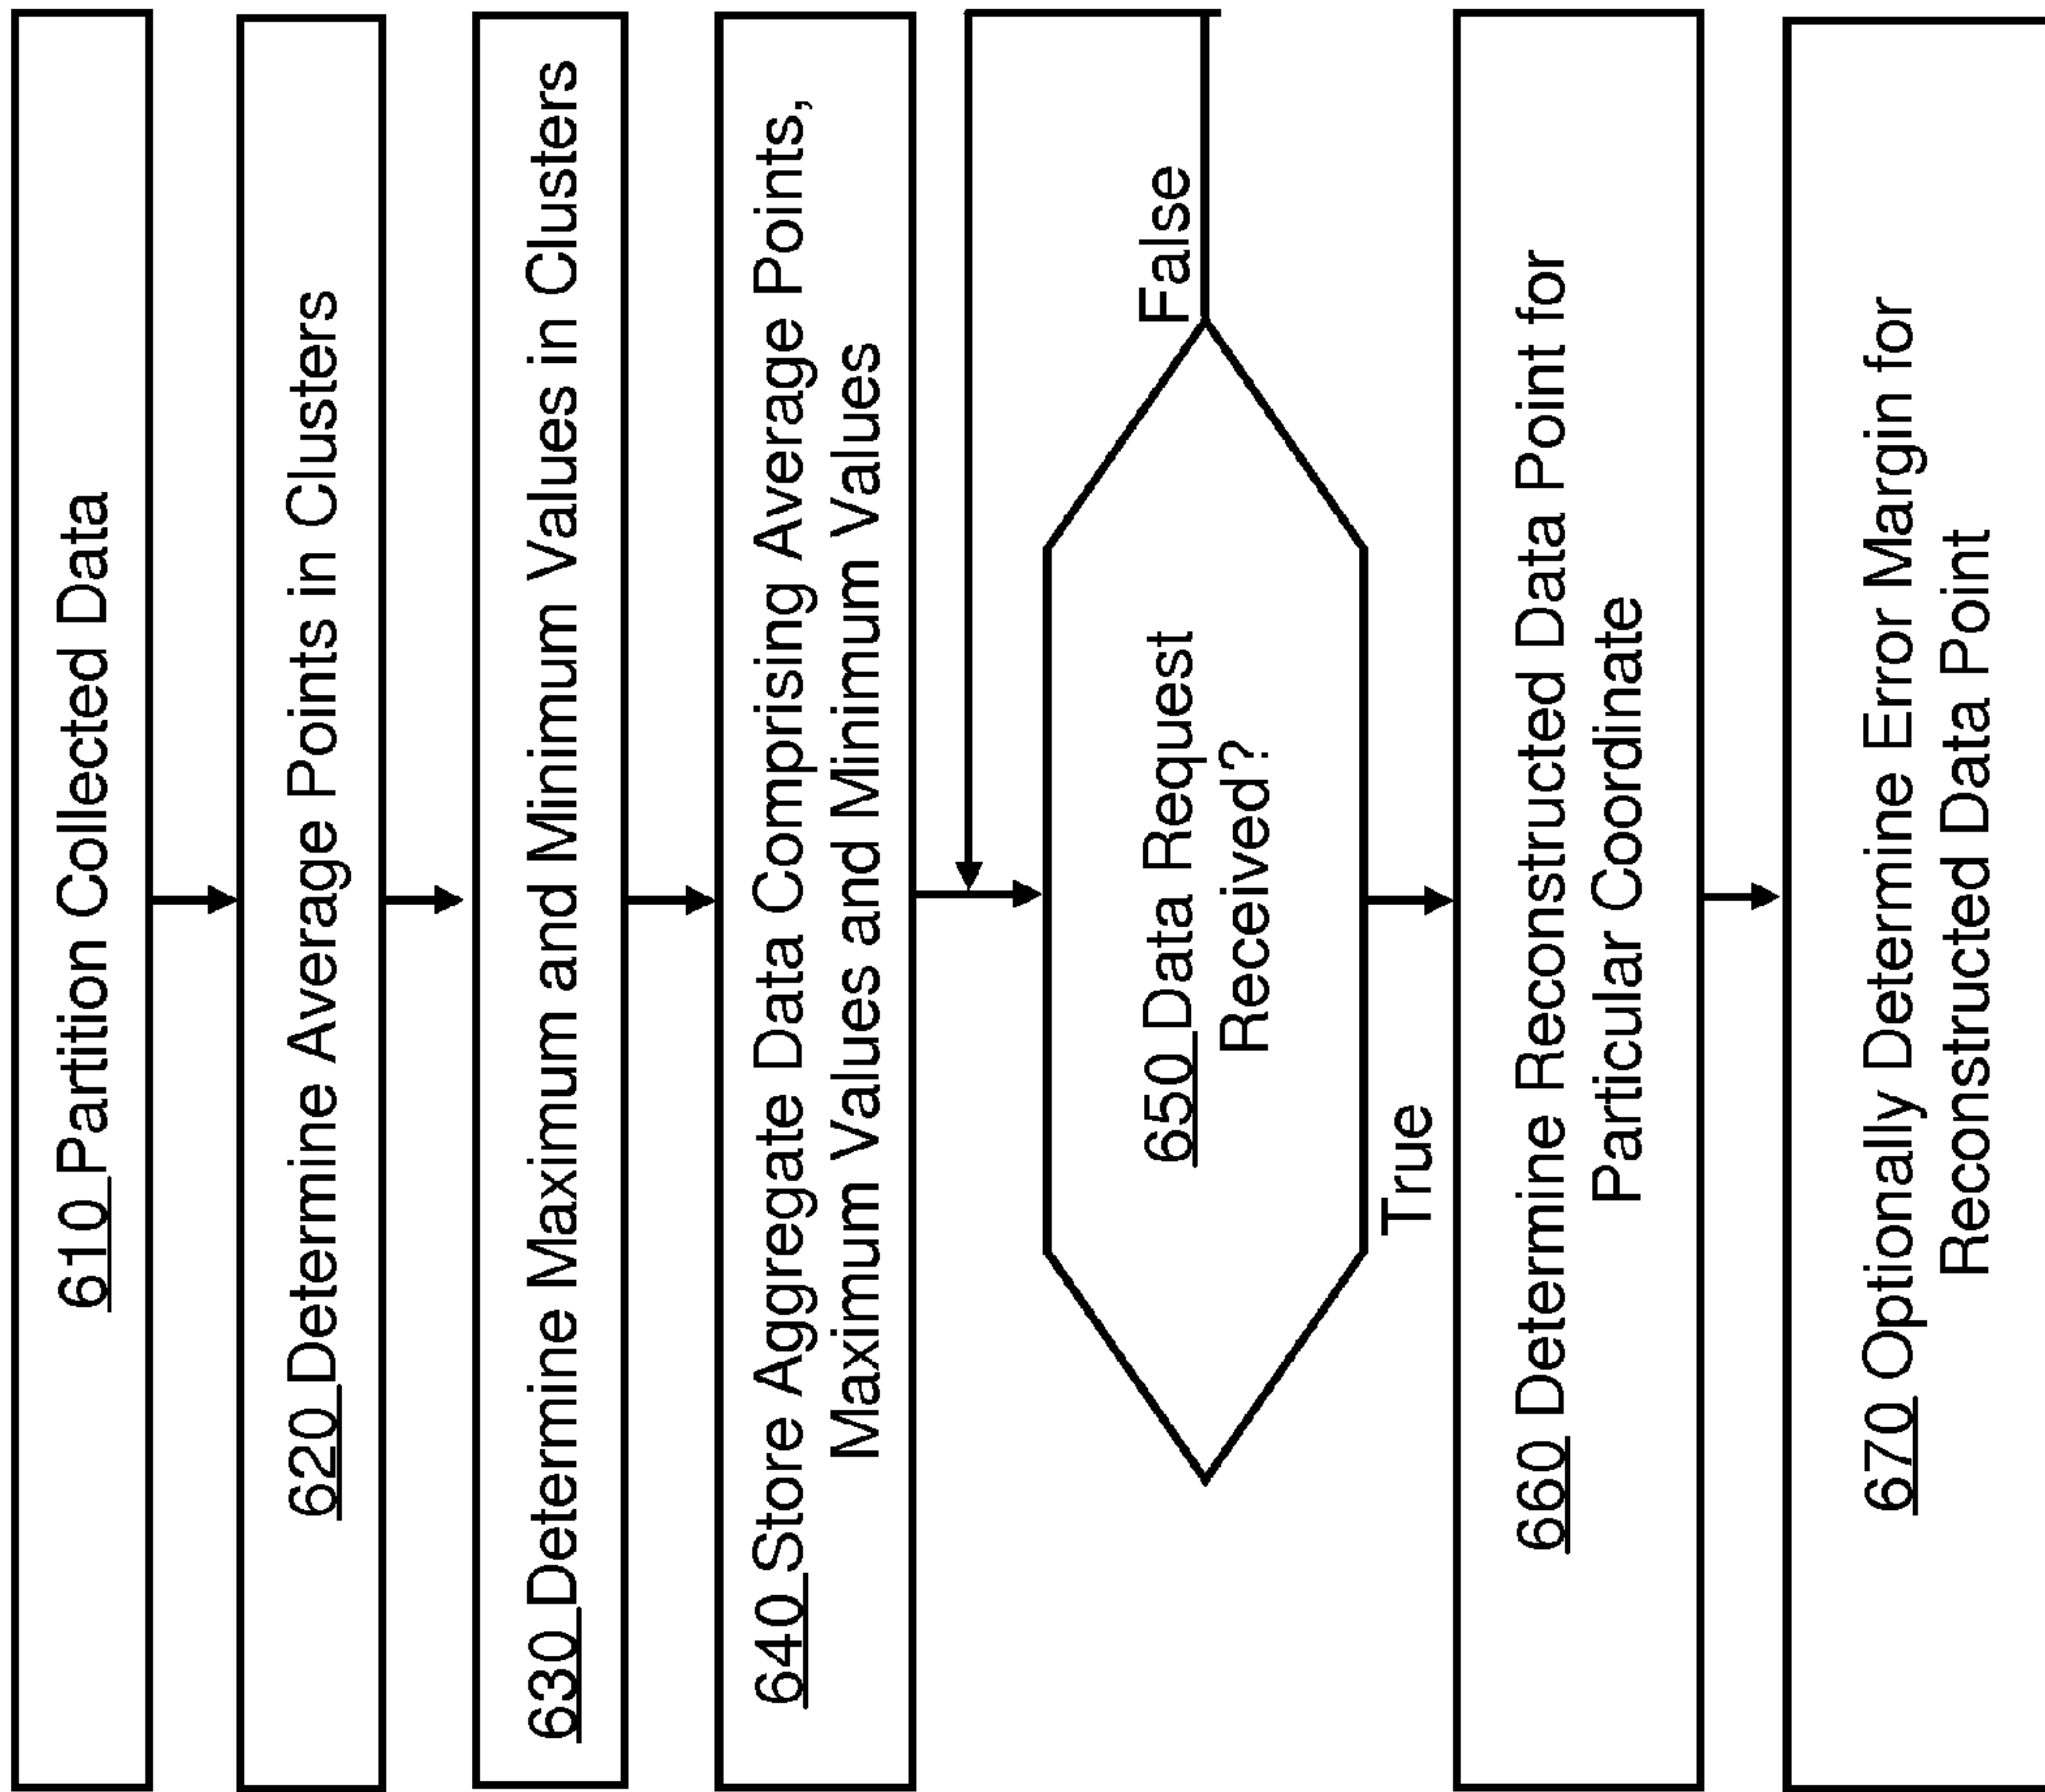 610 Partition Collected Data
620 Determine Average Points in Clusters
630 Determine Maximum and Minimum Values in Clusters
640 Store Aggregate Data Comprising Average Points,
Maximum Values and Minimum Values
650 Data Request
Received?
False
True
660 Determine Reconstructed Data Point for
Particular Coordinate
670 Optionally Determine Error Margin for
Reconstructed Data Point